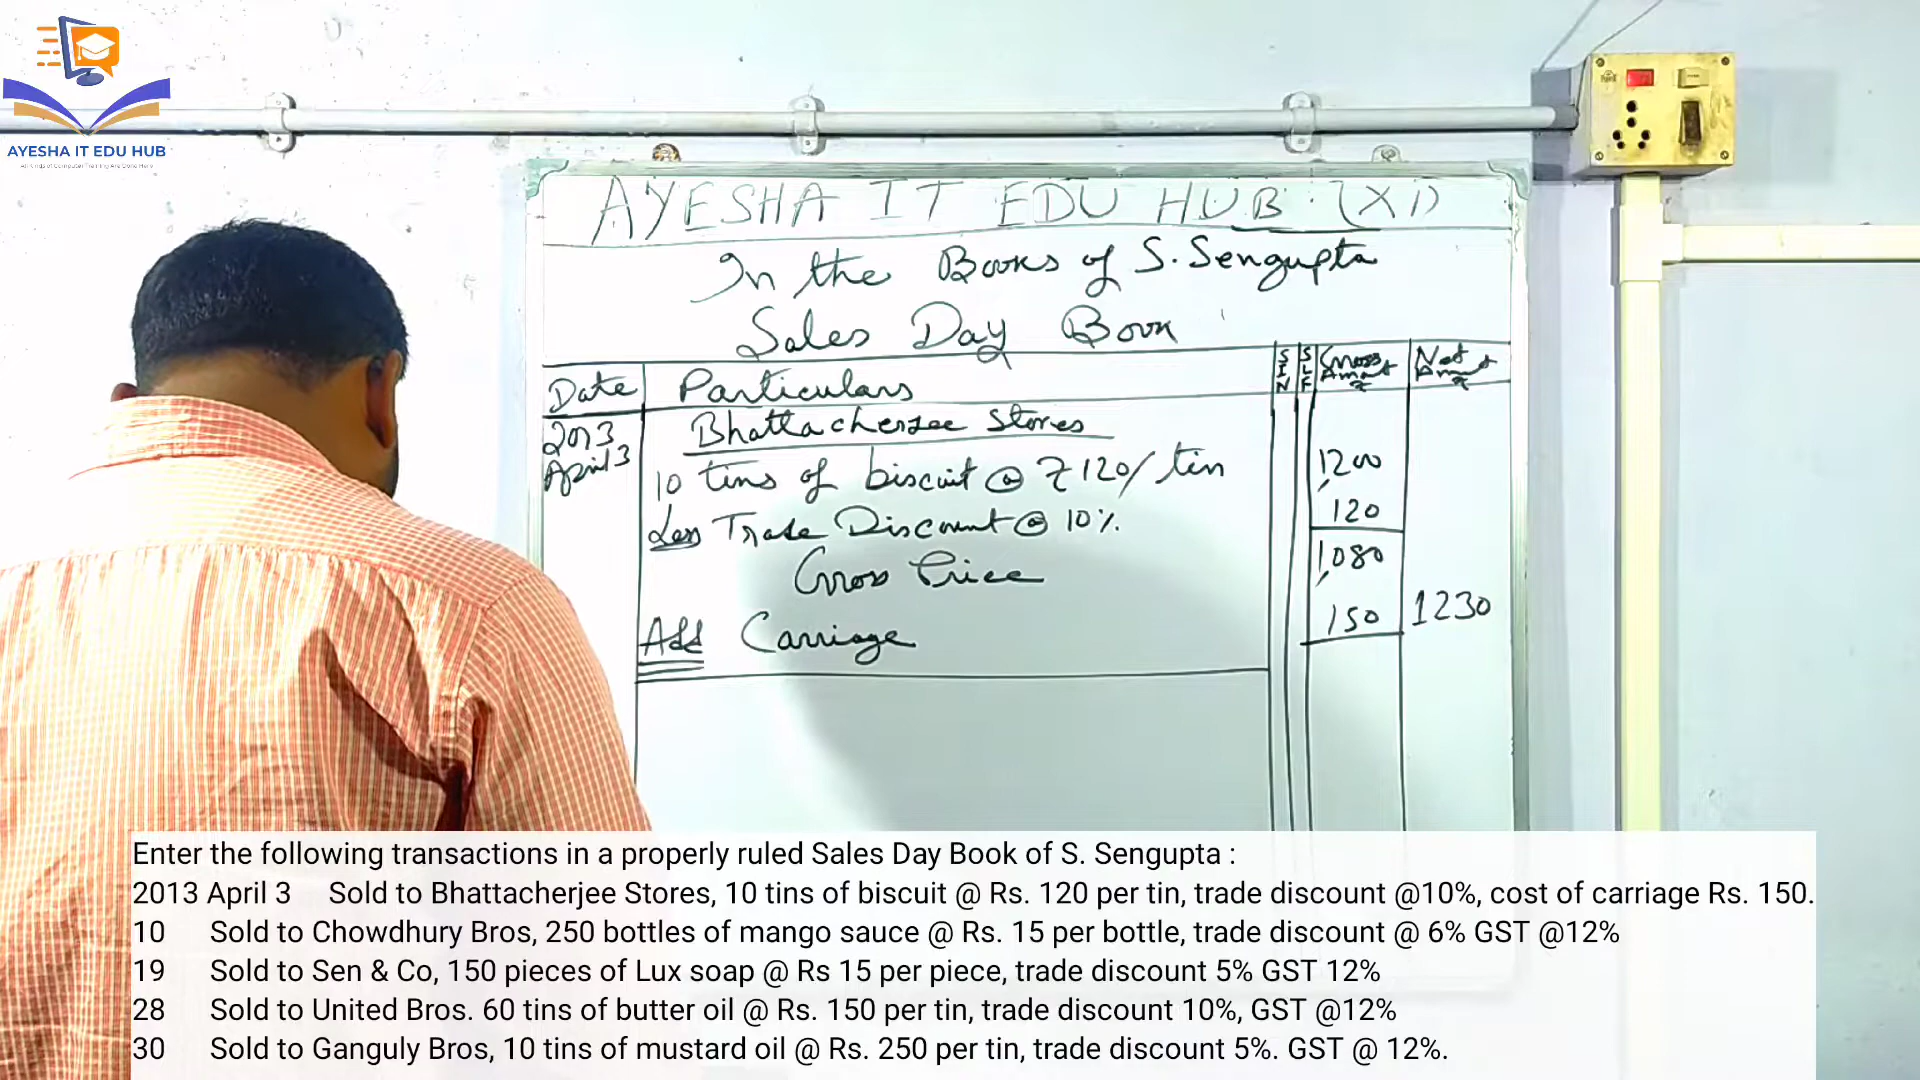 AYESHA IT EDU HUB
AYESHA IT EDU HUB (XI)
In the Books of S. Sengupta
Sales Day Book
Date Particulars SIN SLF Gross Amount ₹ Net Amount ₹
2013 Bhattacherjee Stores
April 3 10 tins of biscuit @ ₹ 120/ tin 1,200
Less Trade Discount @ 10%. 120
Gross Price 1,080
Add Carriage 150 1230
Enter the following transactions in a properly ruled Sales Day Book of S. Sengupta :
2013 April 3 Sold to Bhattacherjee Stores, 10 tins of biscuit @ Rs. 120 per tin, trade discount @10%, cost of carriage Rs. 150.
10 Sold to Chowdhury Bros, 250 bottles of mango sauce @ Rs. 15 per bottle, trade discount @ 6% GST @12%
19 Sold to Sen & Co, 150 pieces of Lux soap @ Rs 15 per piece, trade discount 5% GST 12%
28 Sold to United Bros. 60 tins of butter oil @ Rs. 150 per tin, trade discount 10%, GST @12%
30 Sold to Ganguly Bros, 10 tins of mustard oil @ Rs. 250 per tin, trade discount 5%. GST @ 12%.